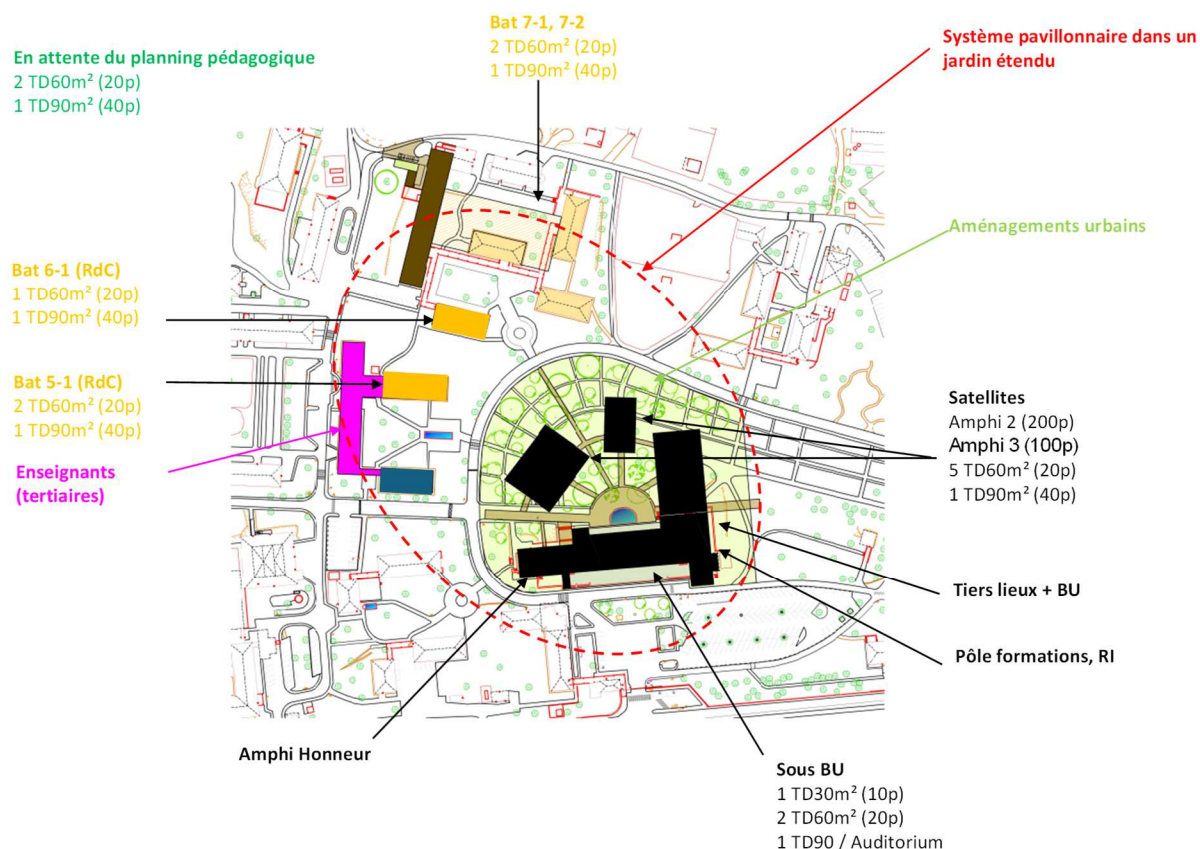 Bat 7-1, 7-2
2 TD60m² (20p)
1 TD90m² (40p)
En attente du planning pédagogique
2 TD60m² (20p)
1 TD90m² (40p)
Système pavillonnaire dans un
jardin étendu
Aménagements urbains
Bat 6-1 (RdC)
1 TD60m² (20p)
1 TD90m² (40p)
Bat 5-1 (RdC)
2 TD60m² (20p)
1 TD90m² (40p)
Enseignants
(tertiaires)
Satellites
Amphi 2 (200p)
Amphi 3 (100p)
5 TD60m² (20p)
1 TD90m² (40p)
Tiers lieux + BU
Pôle formations, RI
Amphi Honneur
Sous BU
1 TD30m² (10p)
2 TD60m² (20p)
1 TD90 / Auditorium